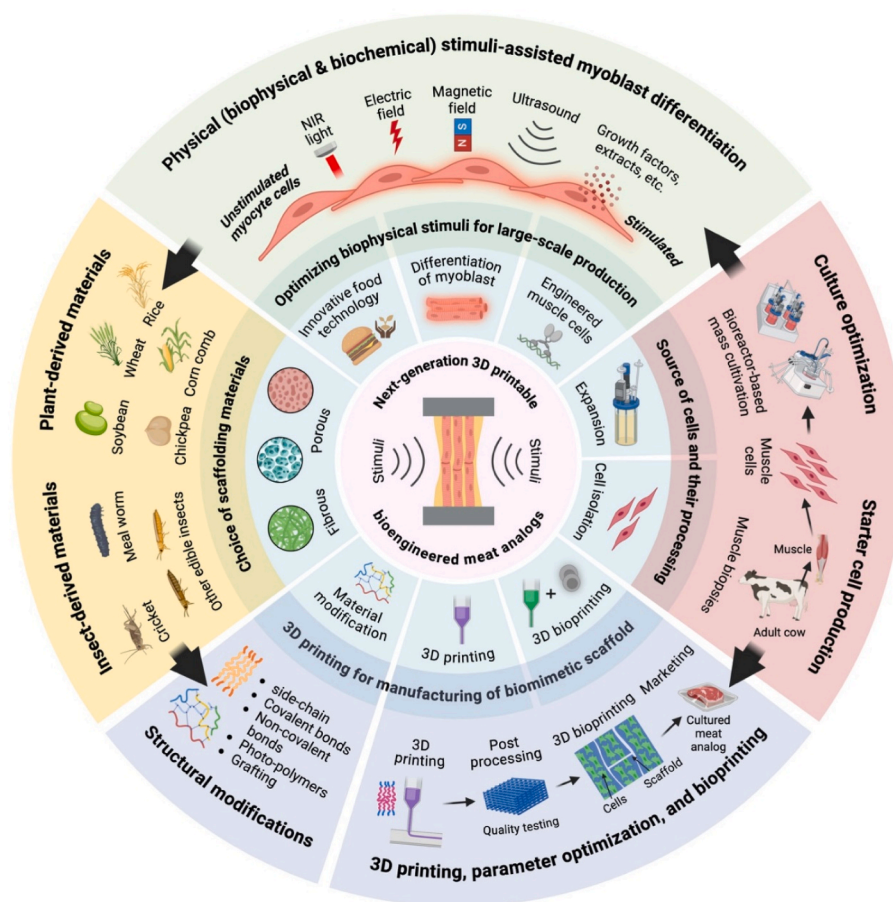 Physical (biophysical & biochemical) stimuli-assisted myoblast differentiation
NIR
light
Electric
field
Magnetic
field
S
N
Ultrasound
Growth factors,
extracts, etc.
Unstimulated
myocyte cells
Stimulated
Optimizing biophysical stimuli for large-scale production
Innovative food
technology
Differentiation
of myoblast
Engineered
muscle cells
Culture optimization
Bioreactor-based
mass cultivation
Muscle
cells
Muscle
Muscle biopsies
Adult cow
Starter cell production
Source of cells and their processing
Expansion
Cell isolation
Plant-derived materials
Rice
Wheat
Corn comb
Soybean
Chickpea
Insect-derived materials
Meal worm
Other edible insects
Cricket
Choice of scaffolding materials
Porous
Fibrous
Next-generation 3D printable
Stimuli
Stimuli
bioengineered meat analogs
Material
modification
3D printing
+
3D bioprinting
3D printing for manufacturing of biomimetic scaffold
• side-chain
• Covalent bonds
• Non-covalent
bonds
• Photo-polymers
• Grafting
Structural modifications
3D
printing
Post
processing
Quality testing
3D bioprinting
Cells
Scaffold
Marketing
Cultured
meat
analog
3D printing, parameter optimization, and bioprinting